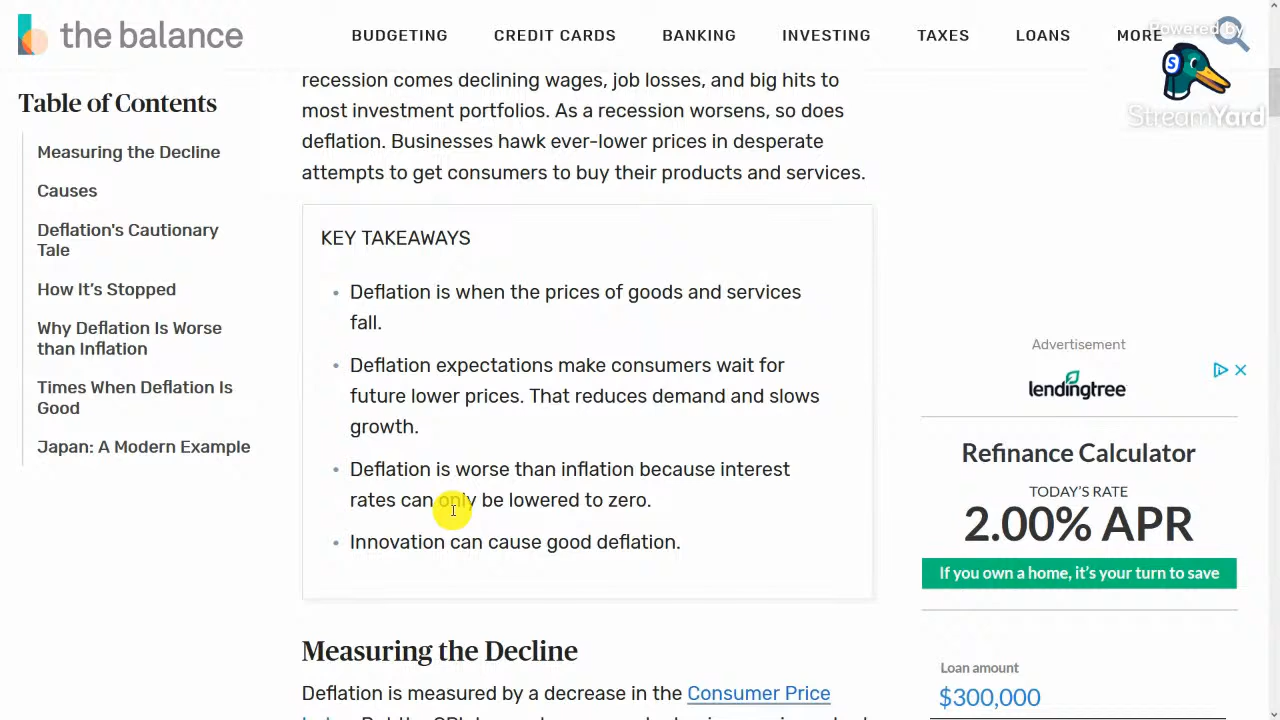 the balance
BUDGETING CREDIT CARDS BANKING INVESTING TAXES LOANS MORE
Powered by
S
StreamYard
Table of Contents
Measuring the Decline
Causes
Deflation's Cautionary
Tale
How It's Stopped
Why Deflation Is Worse
than Inflation
Times When Deflation Is
Good
Japan: A Modern Example
recession comes declining wages, job losses, and big hits to
most investment portfolios. As a recession worsens, so does
deflation. Businesses hawk ever-lower prices in desperate
attempts to get consumers to buy their products and services.
KEY TAKEAWAYS
• Deflation is when the prices of goods and services
fall.
• Deflation expectations make consumers wait for
future lower prices. That reduces demand and slows
growth.
• Deflation is worse than inflation because interest
rates can only be lowered to zero.
• Innovation can cause good deflation.
Measuring the Decline
Deflation is measured by a decrease in the Consumer Price
Advertisement
lendingtree
Refinance Calculator
TODAY'S RATE
2.00% APR
If you own a home, it's your turn to save
Loan amount
$300,000